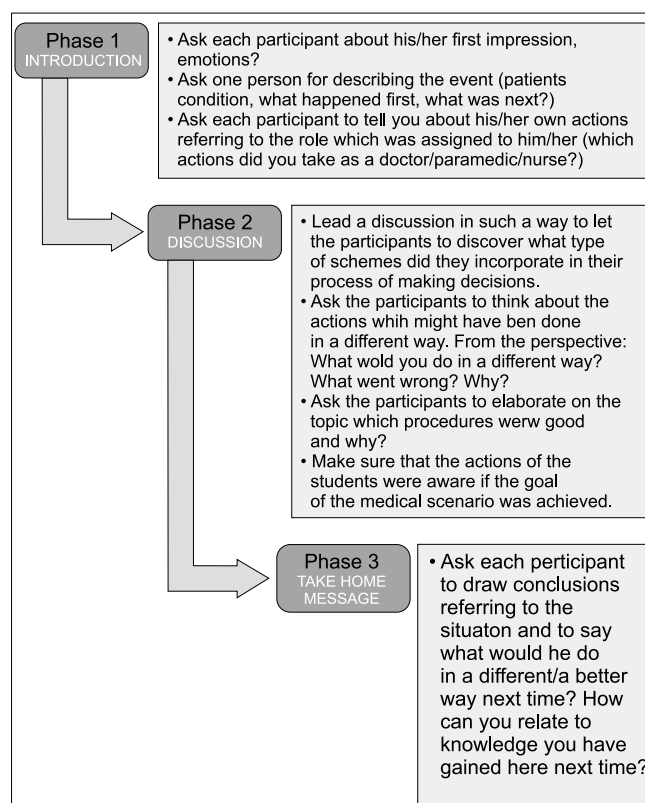 Phase 1
INTRODUCTION
• Ask each participant about his/her first impression,
emotions?
• Ask one person for describing the event (patients
condition, what happened first, what was next?)
• Ask each participant to tell you about his/her own actions
referring to the role which was assigned to him/her (which
actions did you take as a doctor/paramedic/nurse?)
Phase 2
DISCUSSION
• Lead a discussion in such a way to let
the participants to discover what type
of schemes did they incorporate in their
process of making decisions.
• Ask the participants to think about the
actions whih might have ben done
in a different way. From the perspective:
What wold you do in a different way?
What went wrong? Why?
• Ask the participants to elaborate on the
topic which procedures werw good
and why?
• Make sure that the actions of the
students were aware if the goal
of the medical scenario was achieved.
Phase 3
TAKE HOME
MESSAGE
• Ask each perticipant
to draw conclusions
referring to the
situaton and to say
what would he do
in a different/a better
way next time? How
can you relate to
knowledge you have
gained here next time?